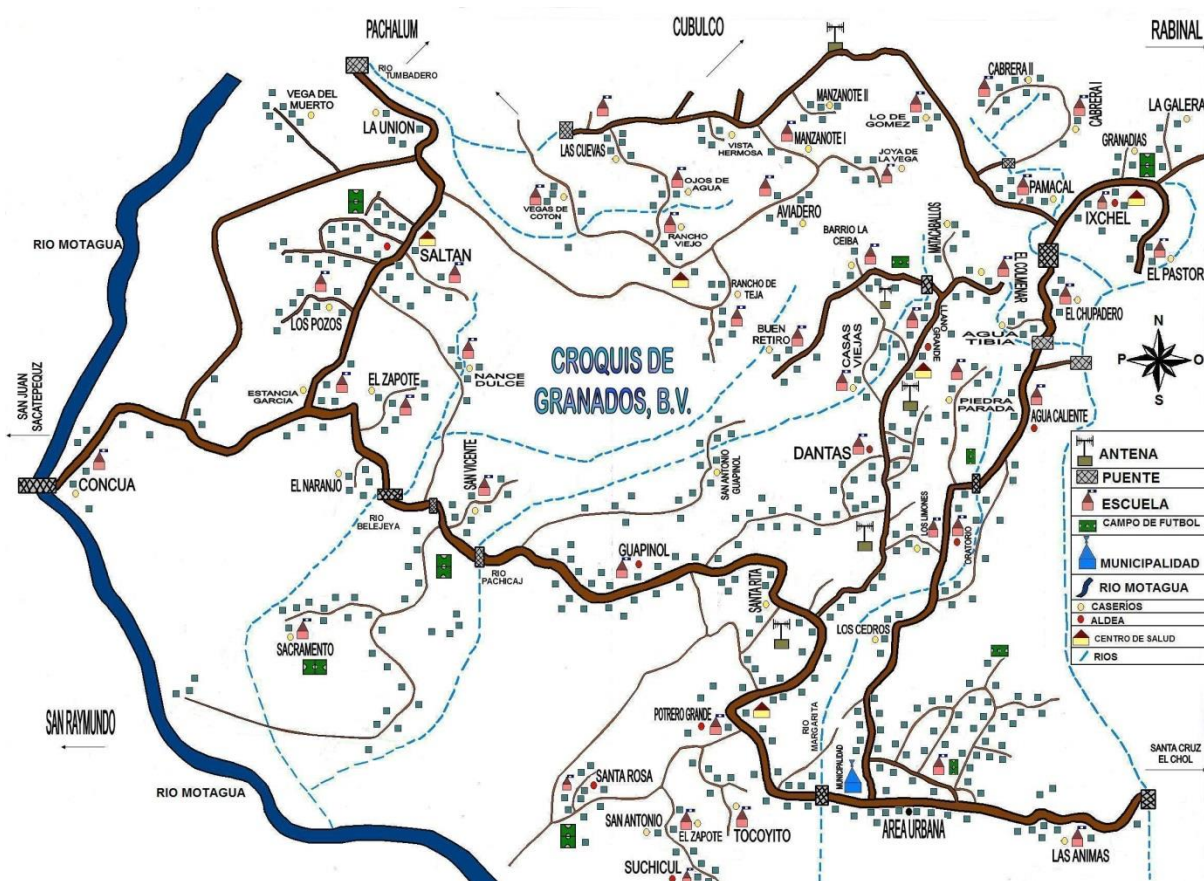 PACHALUM
CUBULCO
RABINAL
RIO
TUMBADERO
VEGA DEL
MUERTO
LA UNION
LAS CUEVAS
VISTA
HERMOSA
MANZANOTE II
MANZANOTE I
LO DE
GOMEZ
CABRERA II
CABRERA I
LA GALERA
GRANADIAS
JOYA DE
LA VEGA
PAMACAL
IXCHEL
EL PASTOR
VEGAS DE
COTON
OJOS DE
AGUA
RANCHO
VIEJO
AVIADERO
BARRIO LA
CEIBA
MATACABALLOS
EL COLMENAR
RIO MOTAGUA
SALTAN
LOS POZOS
RANCHO DE
TEJA
BUEN
RETIRO
CASAS
VIEJAS
LLANO
GRANDE
AGUA
TIBIA
EL CHUPADERO
N
P
O
S
CROQUIS DE
GRANADOS, B.V.
NANCE
DULCE
EL ZAPOTE
ESTANCIA
GARCIA
PIEDRA
PARADA
AGUA CALIENTE
SAN JUAN
SACATEPEQUZ
CONCUA
EL NARANJO
SAN VICENTE
SAN ANTONIO
GUAPINOL
DANTAS
RIO
BELEJEYA
RIO
PACHICAJ
GUAPINOL
LOS LIMONES
ORATORIO
SANTA RITA
LOS CEDROS
SACRAMENTO
ANTENA
PUENTE
ESCUELA
CAMPO DE FUTBOL
MUNICIPALIDAD
RIO MOTAGUA
CASERÍOS
ALDEA
CENTRO DE SALUD
RIOS
SAN RAYMUNDO
RIO MOTAGUA
POTRERO GRANDE
RIO
MARGARITA
MUNICIPALIDAD
SANTA CRUZ
EL CHOL
SANTA ROSA
SAN ANTONIO
EL ZAPOTE
TOCOYITO
SUCHICUL
AREA URBANA
LAS ANIMAS